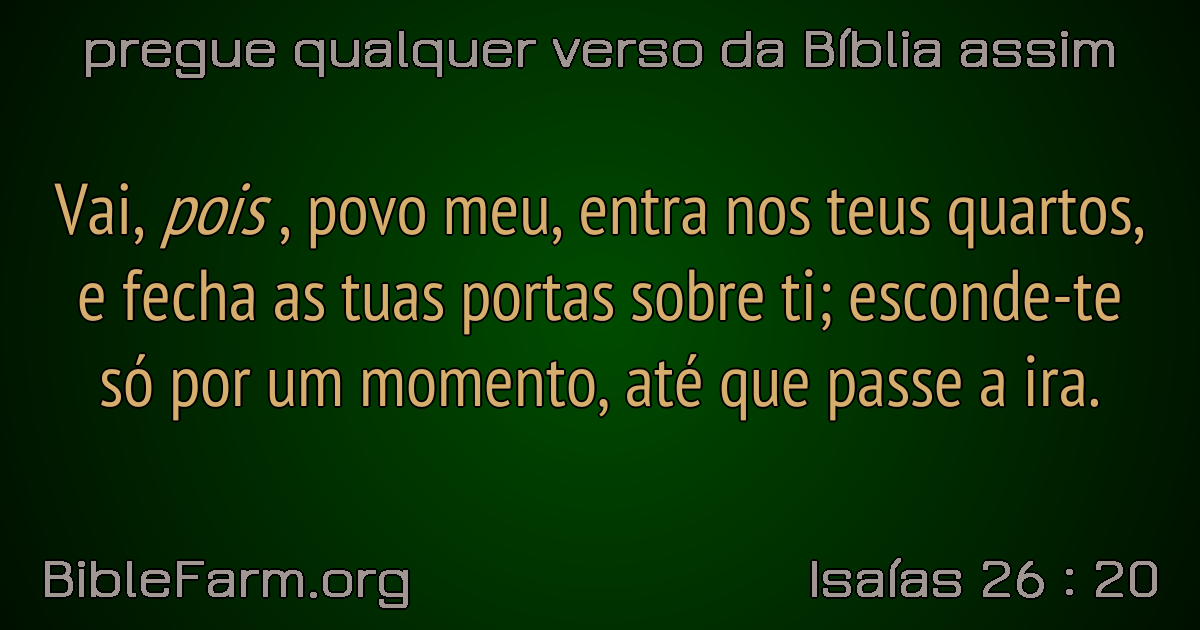 pregue qualquer verso da Bíblia assim
Vai, pois , povo meu, entra nos teus quartos,
e fecha as tuas portas sobre ti; esconde-te
só por um momento, até que passe a ira.
BibleFarm.org
Isaías 26 : 20